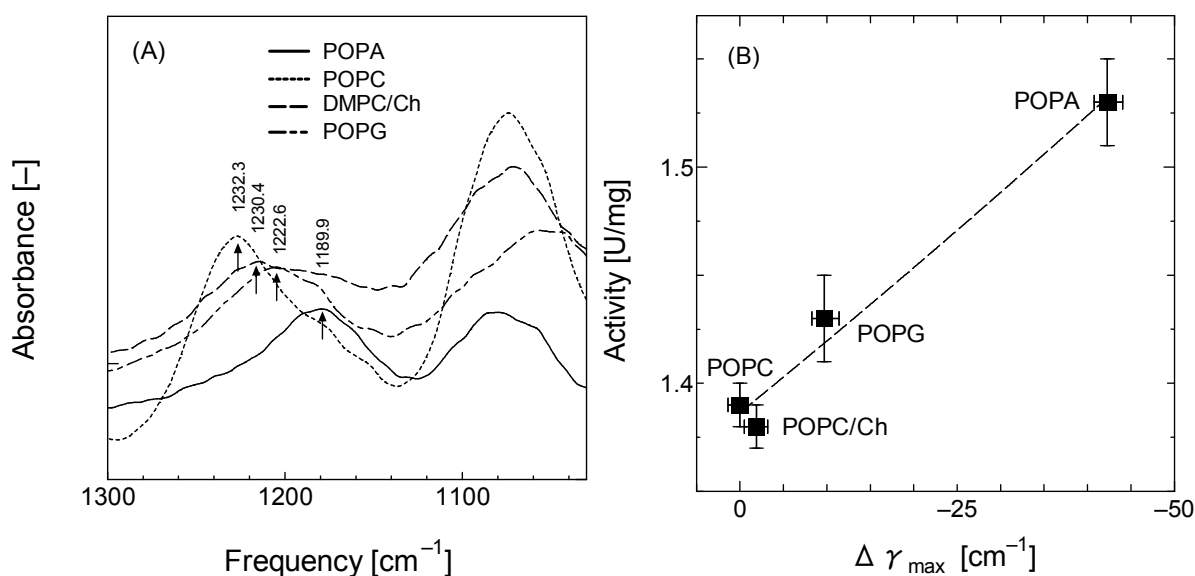 (A)
POPA
POPC
DMPC/Ch
POPG
1232.3
1230.4
1222.6
1189.9
Absorbance [–]
1300
1200
1100
Frequency [cm⁻¹]
(B)
POPA
POPG
POPC
POPC/Ch
1.5
1.4
Activity [U/mg]
0
–25
–50
Δ γ max [cm⁻¹]